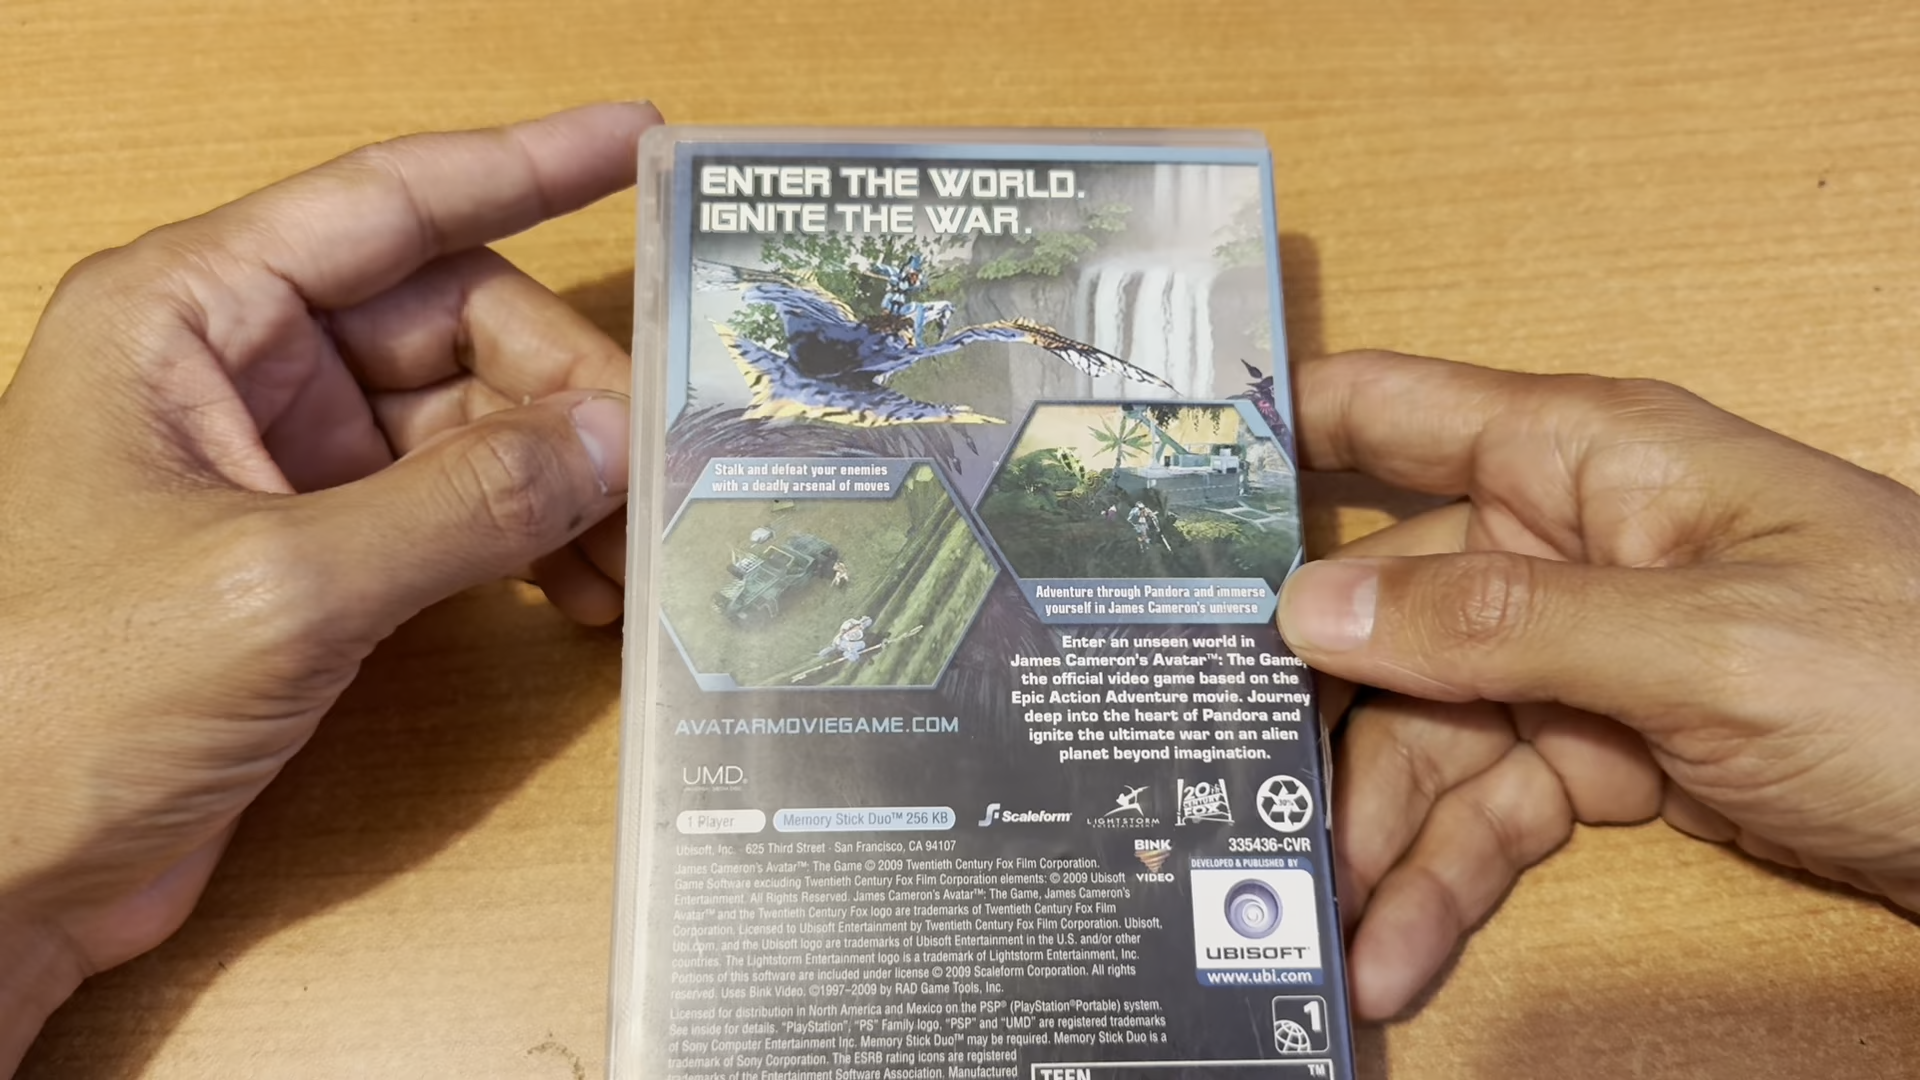 ENTER THE WORLD.
IGNITE THE WAR.
Stalk and defeat your enemies
with a deadly arsenal of moves
Adventure through Pandora and immerse
yourself in James Cameron's universe
Enter an unseen world in
James Cameron's Avatar™: The Game,
the official video game based on the
Epic Action Adventure movie. Journey
deep into the heart of Pandora and
ignite the ultimate war on an alien
planet beyond imagination.
AVATARMOVIEGAME.COM
UMD
1 Player
Memory Stick Duo™ 256 KB
Scaleform
LIGHTSTORM
ENTERTAINMENT
20th
CENTURY
FOX
BINK
VIDEO
335436-CVR
DEVELOPED & PUBLISHED BY
UBISOFT
www.ubi.com
Ubisoft, Inc. · 625 Third Street · San Francisco, CA 94107
James Cameron's Avatar™: The Game © 2009 Twentieth Century Fox Film Corporation.
Game Software excluding Twentieth Century Fox Film Corporation elements: © 2009 Ubisoft
Entertainment. All Rights Reserved. James Cameron's Avatar™: The Game, James Cameron's
Avatar™ and the Twentieth Century Fox logo are trademarks of Twentieth Century Fox Film
Corporation. Licensed to Ubisoft Entertainment by Twentieth Century Fox Film Corporation. Ubisoft,
Ubi.com, and the Ubisoft logo are trademarks of Ubisoft Entertainment in the U.S. and/or other
countries. The Lightstorm Entertainment logo is a trademark of Lightstorm Entertainment, Inc.
Portions of this software are included under license © 2009 Scaleform Corporation. All rights
reserved. Uses Bink Video. ©1997–2009 by RAD Game Tools, Inc.
Licensed for distribution in North America and Mexico on the PSP® (PlayStation®Portable) system.
See inside for details. "PlayStation", "PS" Family logo, "PSP" and "UMD" are registered trademarks
of Sony Computer Entertainment Inc. Memory Stick Duo™ may be required. Memory Stick Duo is a
trademark of Sony Corporation. The ESRB rating icons are registered
trademarks of the Entertainment Software Association. Manufactured
1
TEEN
TM